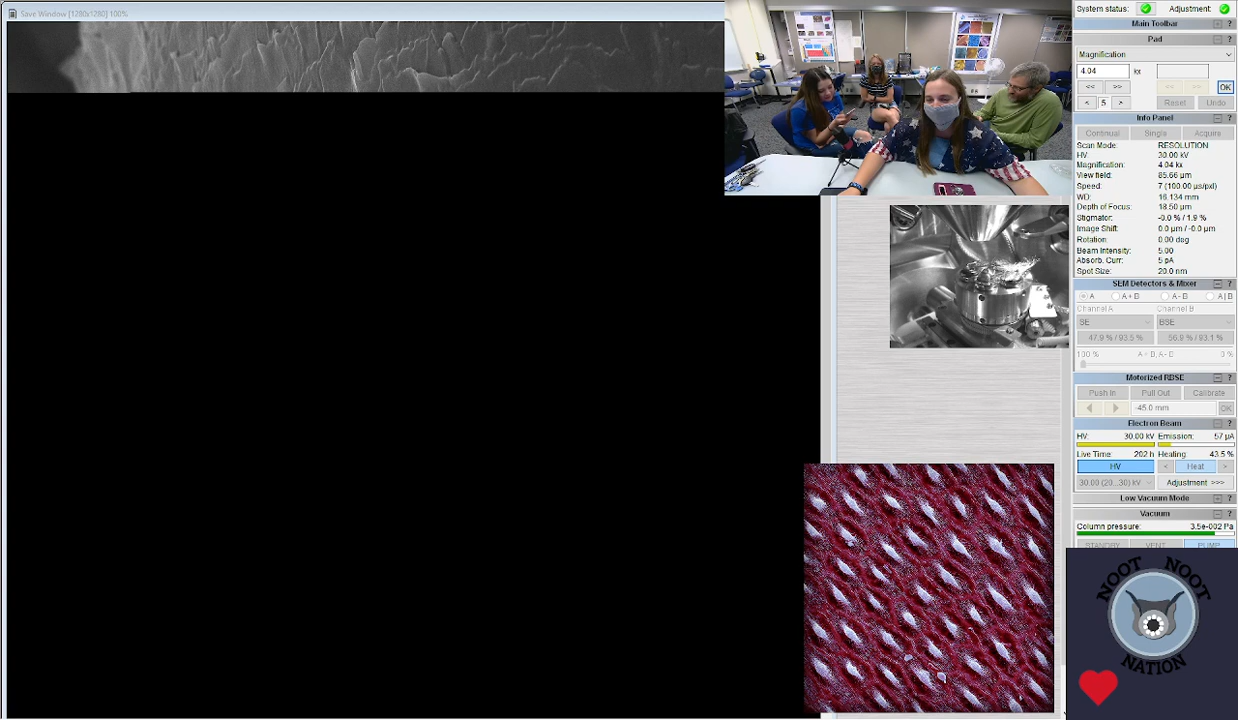 Save Window [1280x1280] 100%
System status: Adjustment:
Main Toolbar ?
Pad ?
Magnification
4.04 kx
<< >> << >> OK
< 5 > Reset Undo
Info Panel ?
Continual Single Acquire
Scan Mode: RESOLUTION
HV: 30.00 kV
Magnification: 4.04 kx
View field: 85.66 µm
Speed: 7 (100.00 µs/pxl)
WD: 16.134 mm
Depth of Focus: 18.50 µm
Stigmator: -0.0 % / 1.9 %
Image Shift: 0.0 µm / -0.0 µm
Rotation: 0.00 deg
Beam Intensity: 5.00
Absorb. Curr: 5 pA
Spot Size: 20.0 nm
SEM Detectors & Mixer ?
A A + B A - B A | B
Channel A Channel B
SE BSE
47.9 % / 93.5 % 56.9 % / 93.1 %
100 % A + B, A - B 0 %
Motorized RBSE ?
Push In Pull Out Calibrate
-45.0 mm OK
Electron Beam ?
HV: 30.00 kV Emission: 57 µA
Live Time: 202 h Heating: 43.5 %
HV < Heat >
30.00 (20...30) kV Adjustment >>>
Low Vacuum Mode ?
Vacuum ?
Column pressure: 3.5e-002 Pa
STANDBY VENT PUMP
NOOT NOOT
NATION